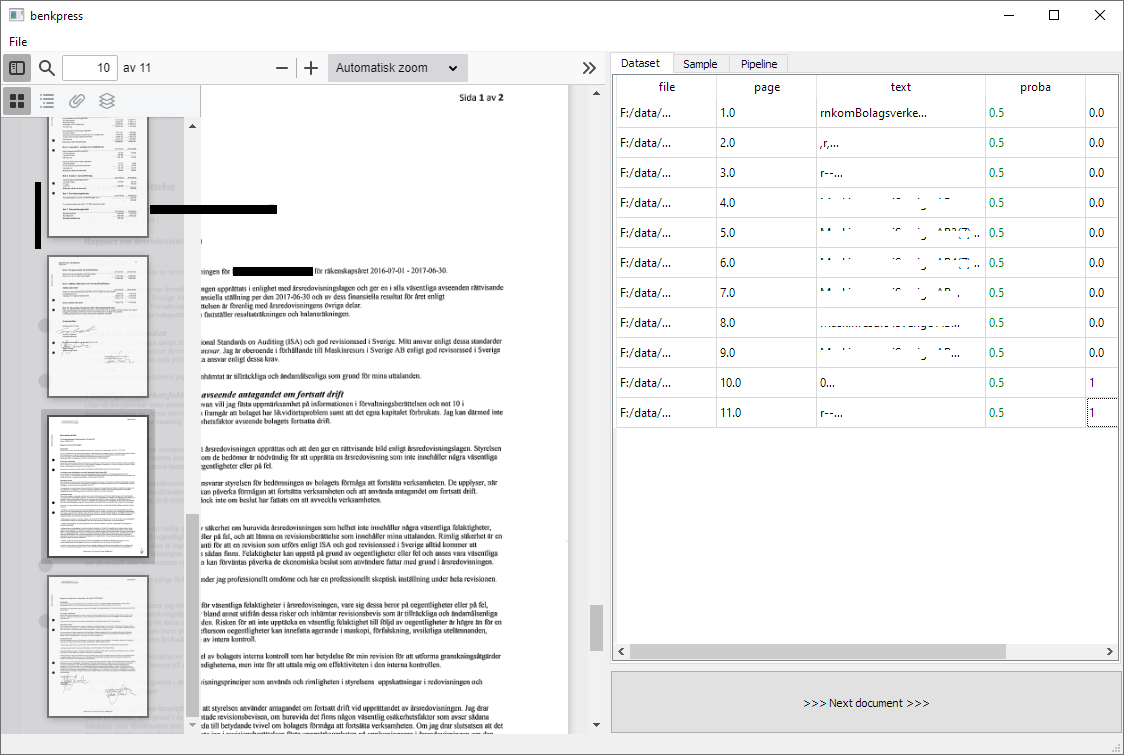 benkpress
File
10 av 11
Automatisk zoom
Sida 1 av 2
ningen för för räkenskapsåret 2016-07-01 - 2017-06-30.
ningen upprättats i enlighet med årsredovisningslagen och ger en i alla väsentliga avseenden rättvisande
ansiella ställning per den 2017-06-30 och av dess finansiella resultat för året enligt
ttelsen är förenlig med årsredovisningens övriga delar.
fastställer resultaträkningen och balansräkningen.
ional Standards on Auditing (ISA) och god revisionssed i Sverige. Mitt ansvar enligt dessa standarder
ansvar. Jag är oberoende i förhållande till Maskinresurs i Sverige AB enligt god revisorssed i Sverige
a ansvar enligt dessa krav.
nhämtat är tillräckliga och ändamålsenliga som grund för mina uttalanden.
avseende antagandet om fortsatt drift
ovan vill jag fästa uppmärksamhet på informationen i förvaltningsberättelsen och not 10 i
framgår att bolaget har likviditetsproblem samt att det egna kapitalet förbrukats. Jag kan därmed inte
nhetsfaktor avseende bolagets fortsatta drift.
t årsredovisningen upprättas och att den ger en rättvisande bild enligt årsredovisningslagen. Styrelsen
om de bedömer är nödvändig för att upprätta en årsredovisning som inte innehåller några väsentliga
egentligheter eller på fel.
nsvarar styrelsen för bedömningen av bolagets förmåga att fortsätta verksamheten. De upplyser, när
kan påverka förmågan att fortsätta verksamheten och att använda antagandet om fortsatt drift.
lock inte om beslut har fattats om att avveckla verksamheten.
v säkerhet om huruvida årsredovisningen som helhet inte innehåller några väsentliga felaktigheter,
eller på fel, och att lämna en revisionsberättelse som innehåller mina uttalanden. Rimlig säkerhet är en
anti för att en revision som utförs enligt ISA och god revisionssed i Sverige alltid kommer att
sådan finns. Felaktigheter kan uppstå på grund av oegentligheter eller fel och anses vara väsentliga
n kan förväntas påverka de ekonomiska beslut som användare fattar med grund i årsredovisningen.
nder jag professionellt omdöme och har en professionellt skeptisk inställning under hela revisionen.
för väsentliga felaktigheter i årsredovisningen, vare sig dessa beror på oegentligheter eller på fel,
bland annat utifrån dessa risker och inhämtar revisionsbevis som är tillräckliga och ändamålsenliga
den. Risken för att inte upptäcka en väsentlig felaktighet till följd av oegentligheter är högre än för en
eftersom oegentligheter kan innefatta agerande i maskopi, förfalskning, avsiktliga utelämnanden,
av intern kontroll.
el av bolagets interna kontroll som har betydelse för min revision för att utforma granskningsåtgärder
ndigheterna, men inte för att uttala mig om effektiviteten i den interna kontrollen.
visningsprinciper som används och rimligheten i styrelsens uppskattningar i redovisningen och
att styrelsen använder antagandet om fortsatt drift vid upprättandet av årsredovisningen. Jag drar
ntade revisionsbevisen, om huruvida det finns någon väsentlig osäkerhetsfaktor som avser sådana
da till betydande tvivel om bolagets förmåga att fortsätta verksamheten. Om jag drar slutsatsen att det
Dataset Sample Pipeline
file page text proba
F:/data/... 1.0 rnkomBolagsverke... 0.5 0.0
F:/data/... 2.0 ,r,... 0.5 0.0
F:/data/... 3.0 r--... 0.5 0.0
F:/data/... 4.0 0.5 0.0
F:/data/... 5.0 0.5 0.0
F:/data/... 6.0 0.5 0.0
F:/data/... 7.0 0.5 0.0
F:/data/... 8.0 0.5 0.0
F:/data/... 9.0 0.5 0.0
F:/data/... 10.0 0... 0.5 1
F:/data/... 11.0 r--... 0.5 1
>>> Next document >>>